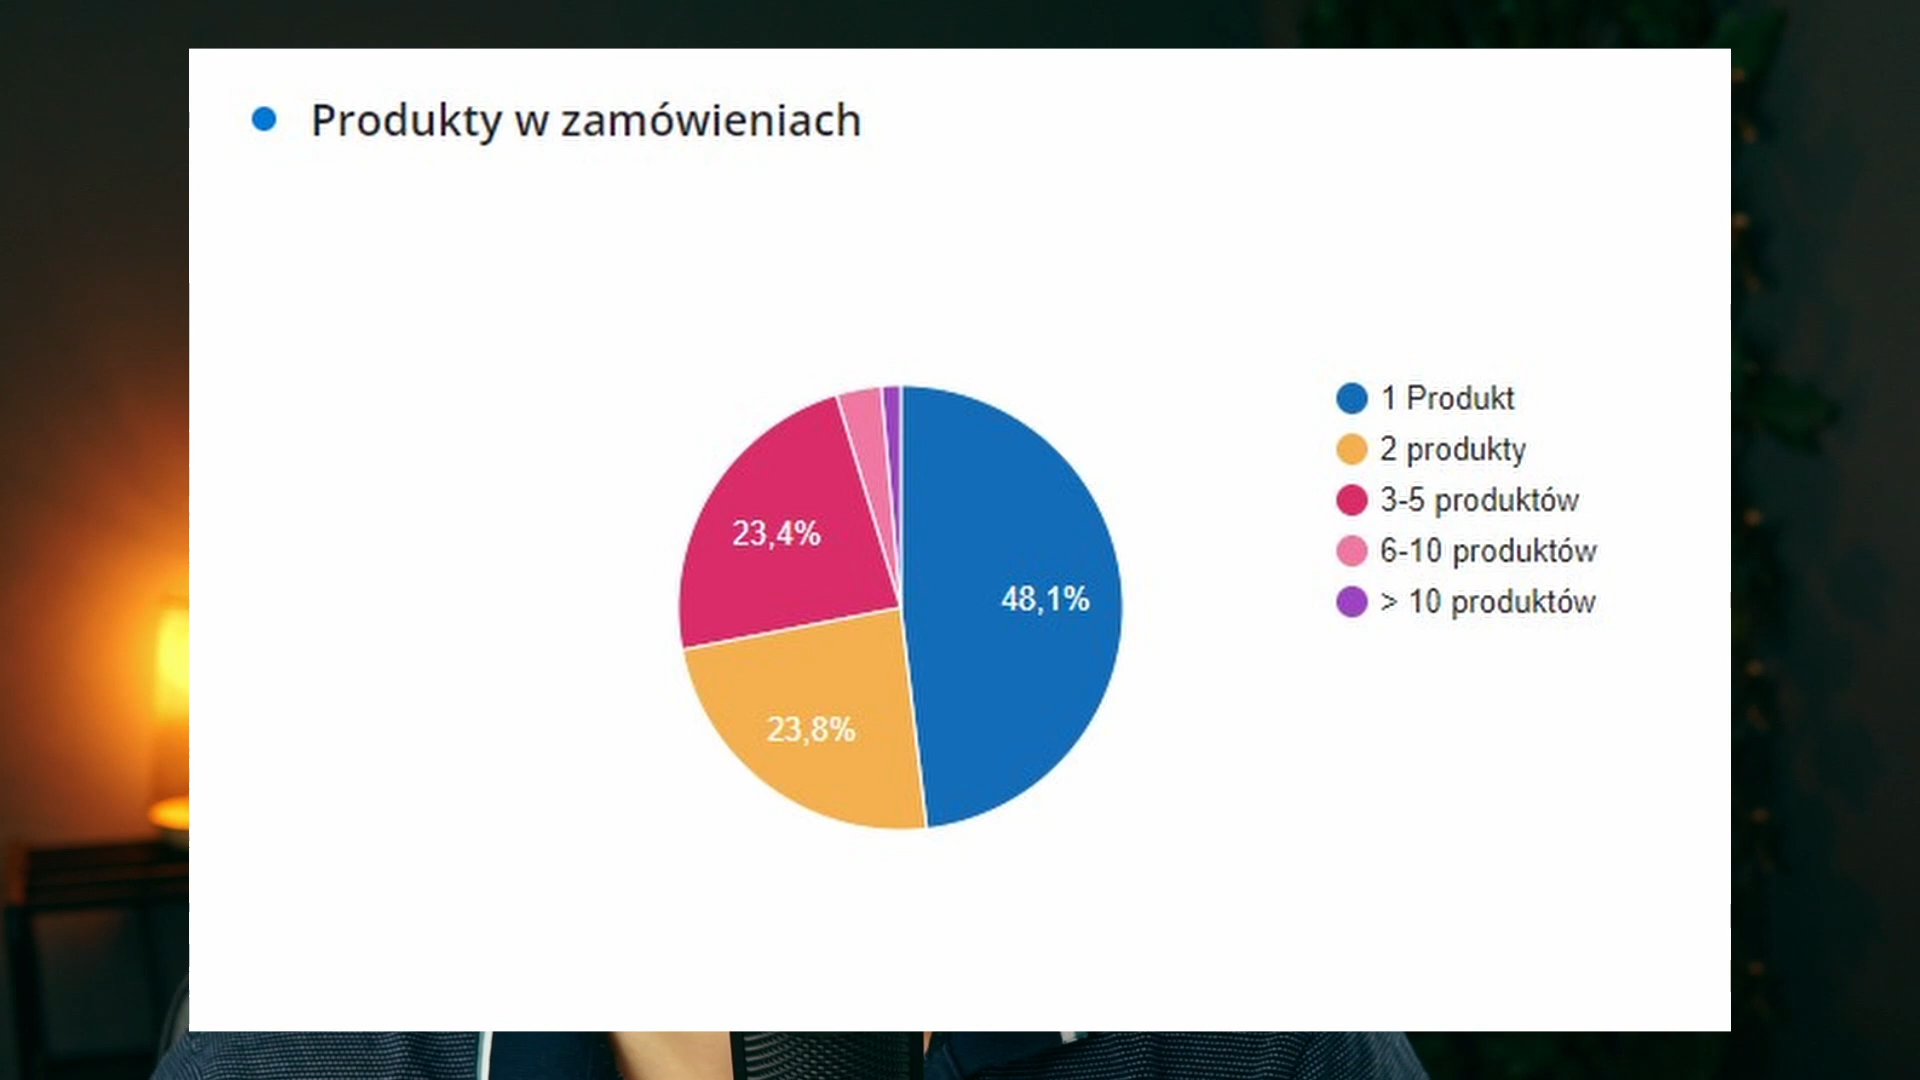 Produkty w zamówieniach
1 Produkt
2 produkty
3-5 produktów
6-10 produktów
> 10 produktów
23,4%
48,1%
23,8%